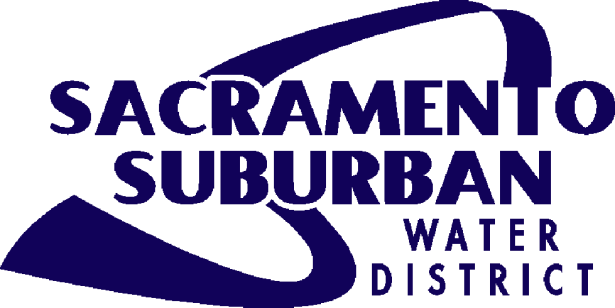 SACRAMENTO
SUBURBAN
WATER
DISTRICT